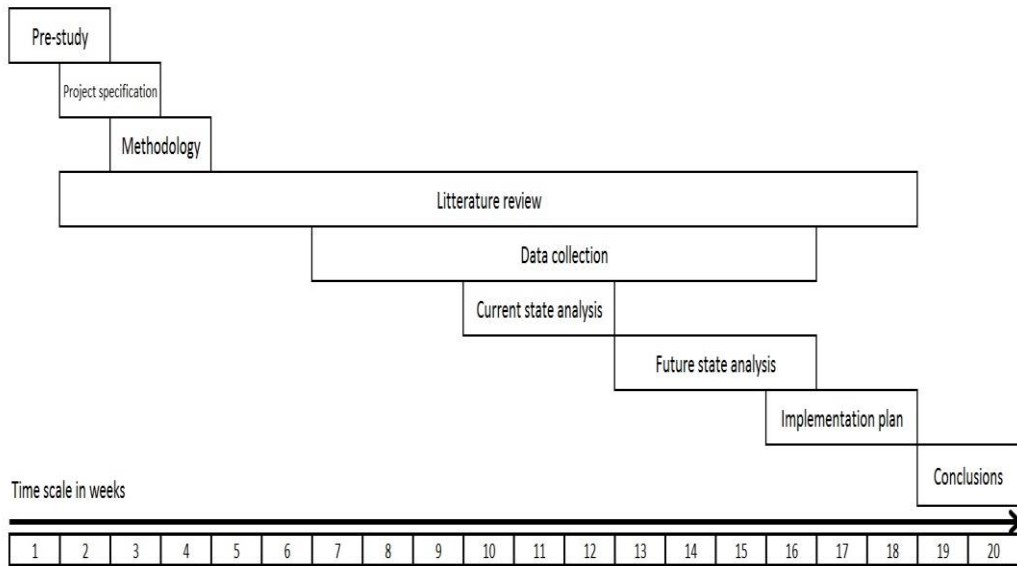 Pre-study
Project specification
Methodology
Litterature review
Data collection
Current state analysis
Future state analysis
Implementation plan
Conclusions
Time scale in weeks
1 2 3 4 5 6 7 8 9 10 11 12 13 14 15 16 17 18 19 20